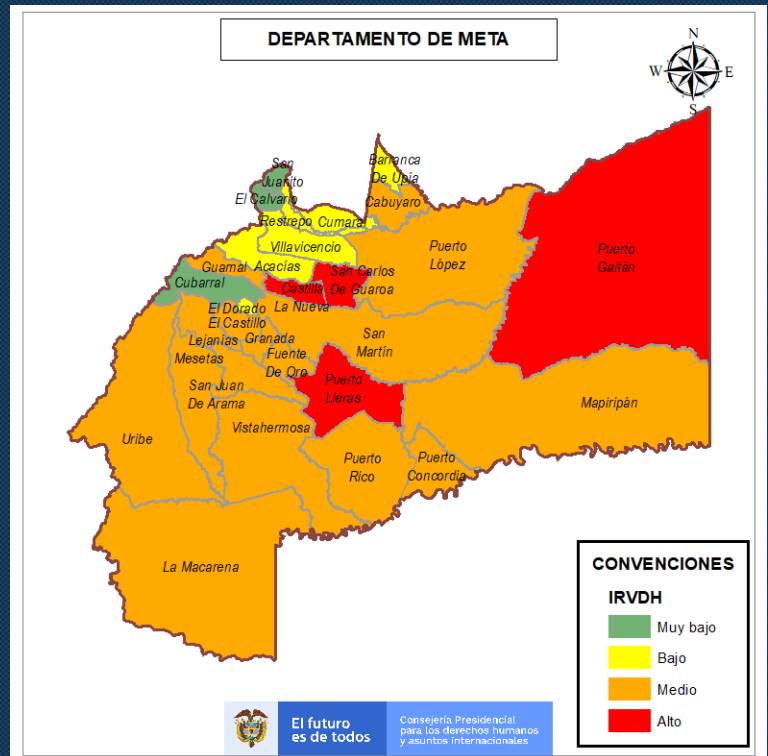 DEPARTAMENTO DE META
N
W
E
S
San
Juanito
El Calvario
Restrepo
Cumaral
Barranca
De Upía
Cabuyaro
Villavicencio
Guamal
Acacias
Cubarral
San Carlos
De Guaroa
Castilla
La Nueva
Puerto
López
Puerto
Gaitán
El Dorado
El Castillo
Lejanías
Granada
Mesetas
Fuente
De Oro
San
Martín
San Juan
De Arama
Puerto
Lleras
Mapiripán
Uribe
Vistahermosa
Puerto
Rico
Puerto
Concordia
La Macarena
CONVENCIONES
IRVDH
Muy bajo
Bajo
Medio
Alto
El futuro
es de todos
Consejería Presidencial
para los derechos humanos
y asuntos internacionales